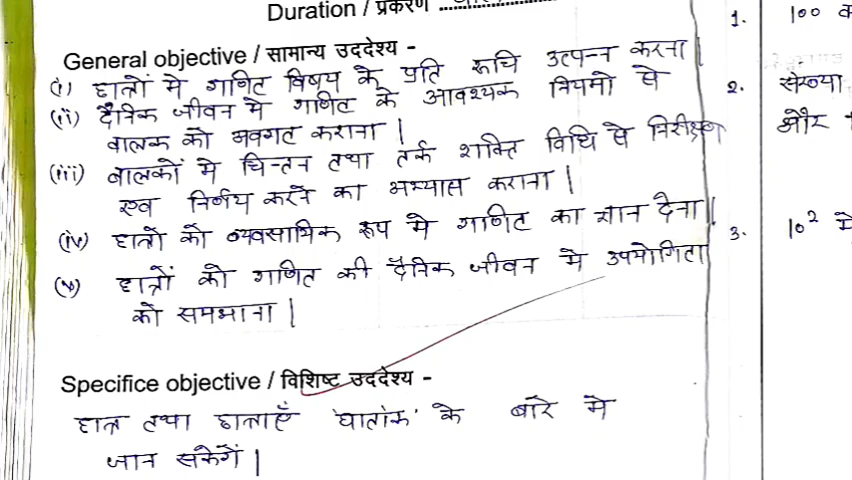 Duration / प्रकरण
General objective / सामान्य उददेश्य -
(i) छात्रों मे गणित विषय के प्रति रूचि उत्पन्न करना |
(ii) दैनिक जीवन मे गणित के आवश्यक नियमो से
बालक को अवगत कराना |
(iii) बालकों मे चिन्तन तथा तर्क शक्ति विधि से निरीक्षण
एव निर्णय करने का अभ्यास कराना |
(iv) छात्रो को व्यवसायिक रूप मे गणित का ज्ञान देना |
(v) छात्रों को गणित की दैनिक जीवन मे उपयोगिता
को समझाना |
Specifice objective / विशिष्ट उददेश्य -
छात्र तथा छात्राएँ 'घातांक' के बारे मे
जान सकेगें |
1. 100
2. संख्या
और
3. 10² मे